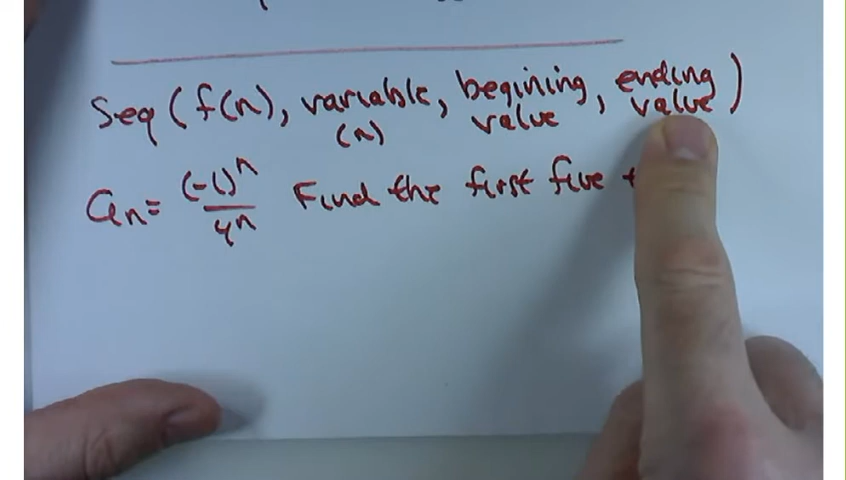 Seq (f(n), variable, begining value, ending value)
(n)
an = (-1)^n / 4^n Find the first five